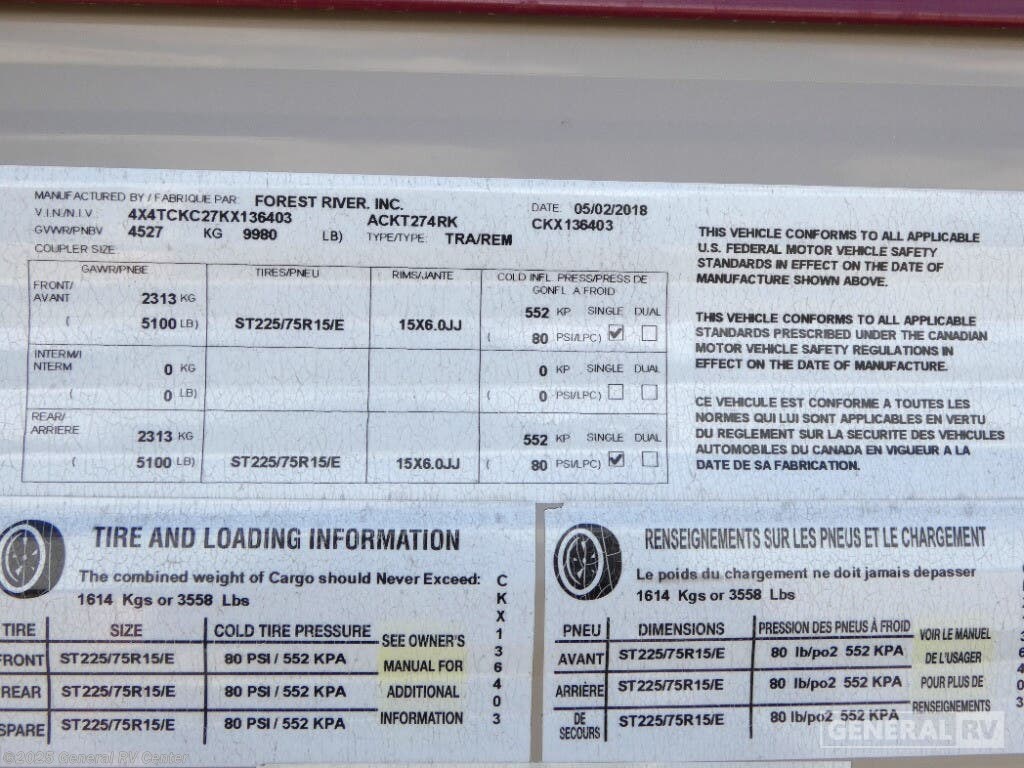 MANUFACTURED BY / FABRIQUE PAR: FOREST RIVER, INC. DATE: 05/02/2018
V.I.N./N.I.V.: 4X4TCKC27KX136403 ACKT274RK CKX136403
GVWR/PNBV 4527 KG 9980 LB) TYPE/TYPE: TRA/REM
COUPLER SIZE:
GAWR/PNBE TIRES/PNEU RIMS/JANTE COLD INFL. PRESS/PRESS DE GONFL. A FROID
FRONT/
AVANT 2313 KG 552 KP SINGLE DUAL
( 5100 LB) ST225/75R15/E 15X6.0JJ ( 80 PSI/LPC)
INTERM/I
NTERM 0 KG 0 KP SINGLE DUAL
( 0 LB) ( 0 PSI/LPC)
REAR/
ARRIERE 2313 KG 552 KP SINGLE DUAL
( 5100 LB) ST225/75R15/E 15X6.0JJ ( 80 PSI/LPC)
THIS VEHICLE CONFORMS TO ALL APPLICABLE
U.S. FEDERAL MOTOR VEHICLE SAFETY
STANDARDS IN EFFECT ON THE DATE OF
MANUFACTURE SHOWN ABOVE.
THIS VEHICLE CONFORMS TO ALL APPLICABLE
STANDARDS PRESCRIBED UNDER THE CANADIAN
MOTOR VEHICLE SAFETY REGULATIONS IN
EFFECT ON THE DATE OF MANUFACTURE.
CE VEHICULE EST CONFORME A TOUTES LES
NORMES QUI LUI SONT APPLICABLES EN VERTU
DU REGLEMENT SUR LA SECURITE DES VEHICULES
AUTOMOBILES DU CANADA EN VIGUEUR A LA
DATE DE SA FABRICATION.
TIRE AND LOADING INFORMATION
The combined weight of Cargo should Never Exceed:
1614 Kgs or 3558 Lbs
TIRE SIZE COLD TIRE PRESSURE
FRONT ST225/75R15/E 80 PSI / 552 KPA
REAR ST225/75R15/E 80 PSI / 552 KPA
SPARE ST225/75R15/E 80 PSI / 552 KPA
SEE OWNER'S
MANUAL FOR
ADDITIONAL
INFORMATION
CKX136403
RENSEIGNEMENTS SUR LES PNEUS ET LE CHARGEMENT
Le poids du chargement ne doit jamais depasser
1614 Kgs or 3558 Lbs
PNEU DIMENSIONS PRESSION DES PNEUS À FROID
AVANT ST225/75R15/E 80 lb/po2 552 KPA
ARRIÈRE ST225/75R15/E 80 lb/po2 552 KPA
DE
SECOURS ST225/75R15/E 80 lb/po2 552 KPA
VOIR LE MANUEL
DE L'USAGER
POUR PLUS DE
RENSEIGNEMENTS
GENERAL RV
©2025 General RV Center